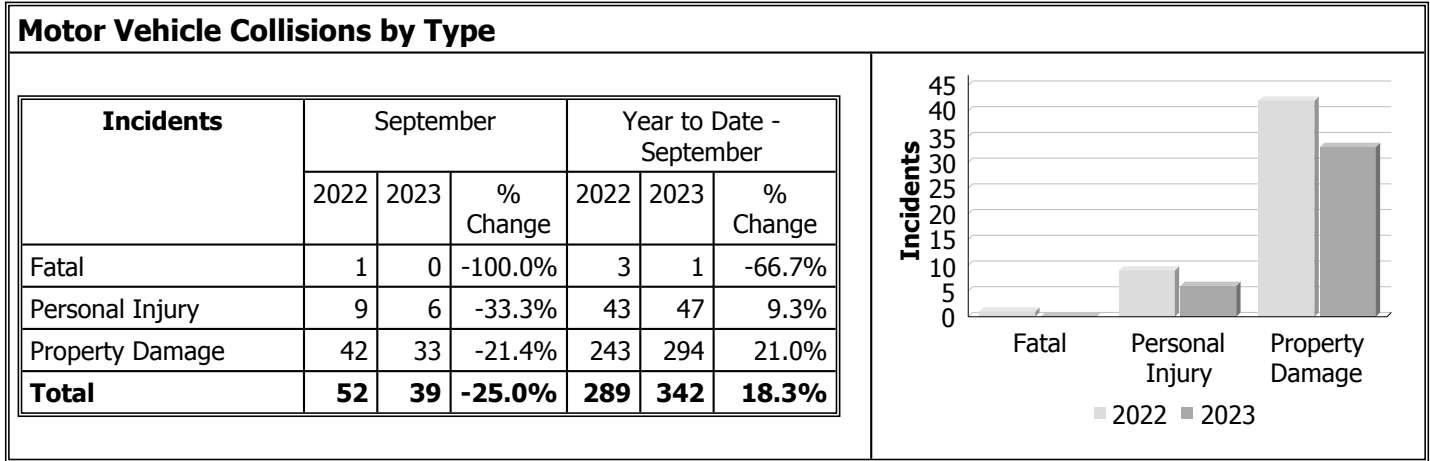 Motor Vehicle Collisions by Type
Incidents September Year to Date -
September
2022 2023 % Change 2022 2023 % Change
Fatal 1 0 -100.0% 3 1 -66.7%
Personal Injury 9 6 -33.3% 43 47 9.3%
Property Damage 42 33 -21.4% 243 294 21.0%
Total 52 39 -25.0% 289 342 18.3%
Incidents
45
40
35
30
25
20
15
10
5
0
Fatal Personal Injury Property Damage
2022 2023